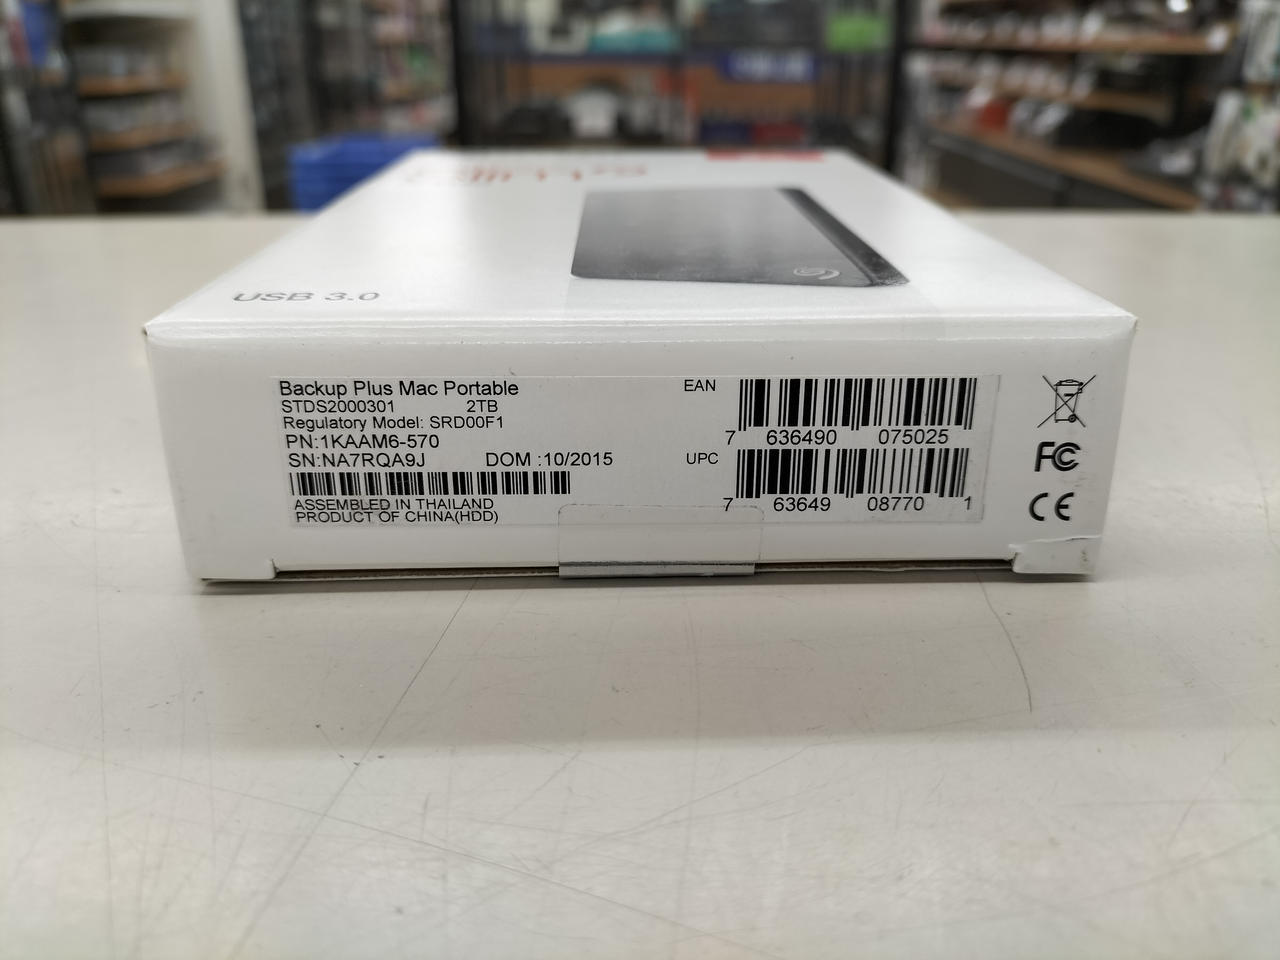 USB 3.0
Backup Plus Mac Portable
STDS2000301 2TB
Regulatory Model: SRD00F1
PN:1KAAM6-570
SN:NA7RQA9J DOM :10/2015
ASSEMBLED IN THAILAND
PRODUCT OF CHINA(HDD)
EAN
7 636490 075025
UPC
7 63649 08770 1
FC
CE